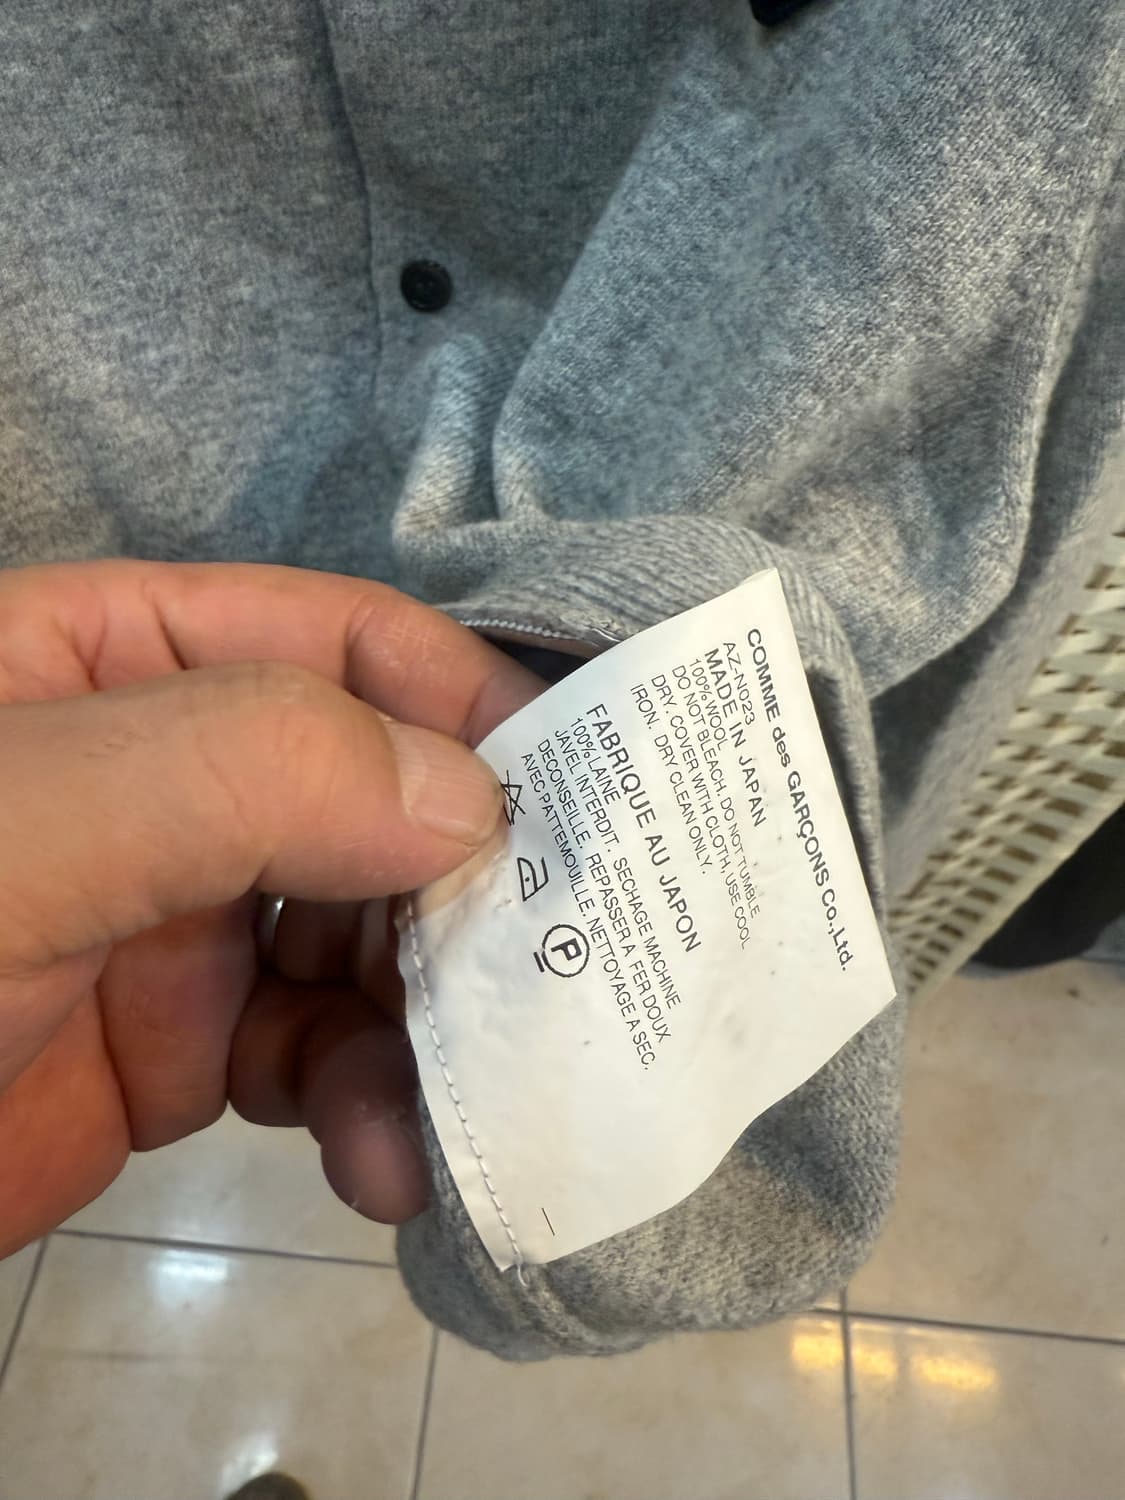 COMME des GARÇONS Co.,Ltd.
AZ-N023
MADE IN JAPAN
100% WOOL
DO NOT BLEACH. DO NOT TUMBLE
DRY. COVER WITH CLOTH, USE COOL
IRON. DRY CLEAN ONLY.
FABRIQUE AU JAPON
100% LAINE
JAVEL INTERDIT. SECHAGE MACHINE
DECONSEILLE. REPASSER A FER DOUX
AVEC PATTEMOUILLE. NETTOYAGE A SEC.
P